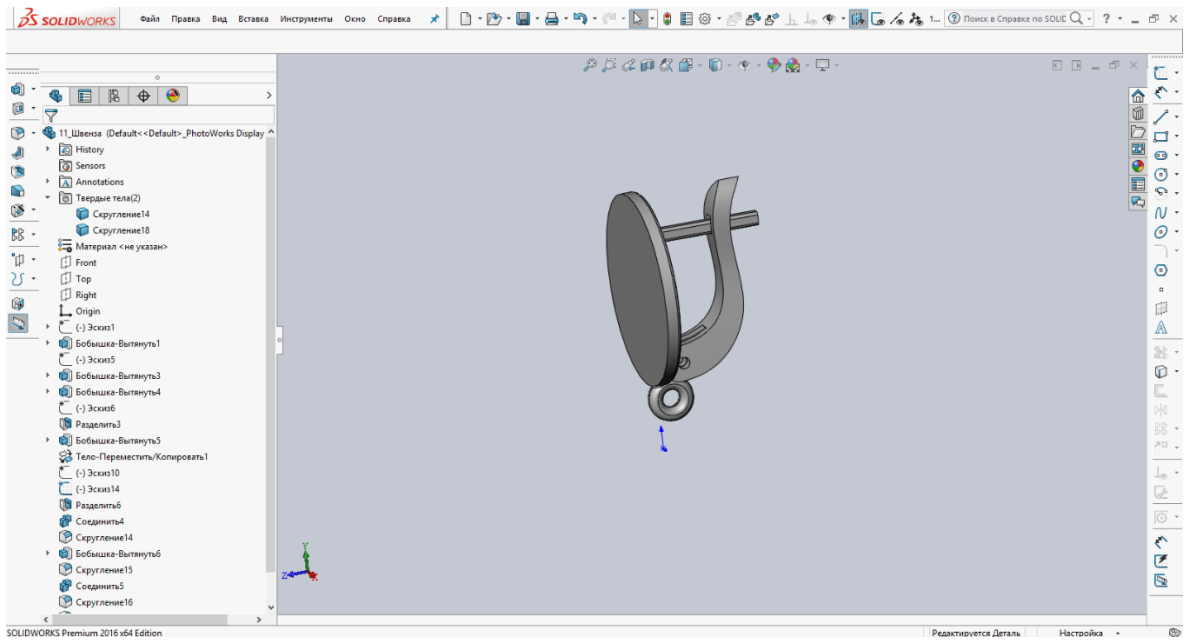 SOLIDWORKS Файл Правка Вид Вставка Инструменты Окно Справка 1... Поиск в Справке по SOLIC ?
11_Швенза (Default<<Default>_PhotoWorks Display
History
Sensors
Annotations
Твердые тела(2)
Скругление14
Скругление18
Материал <не указан>
Front
Top
Right
Origin
(-) Эскиз1
Бобышка-Вытянуть1
(-) Эскиз5
Бобышка-Вытянуть3
Бобышка-Вытянуть4
(-) Эскиз6
Разделить3
Бобышка-Вытянуть5
Тело-Переместить/Копировать1
(-) Эскиз10
(-) Эскиз14
Разделить6
Соединить4
Скругление14
Бобышка-Вытянуть6
Скругление15
Соединить5
Скругление16
Y
Z
X
SOLIDWORKS Premium 2016 x64 Edition Редактируется Деталь Настройка